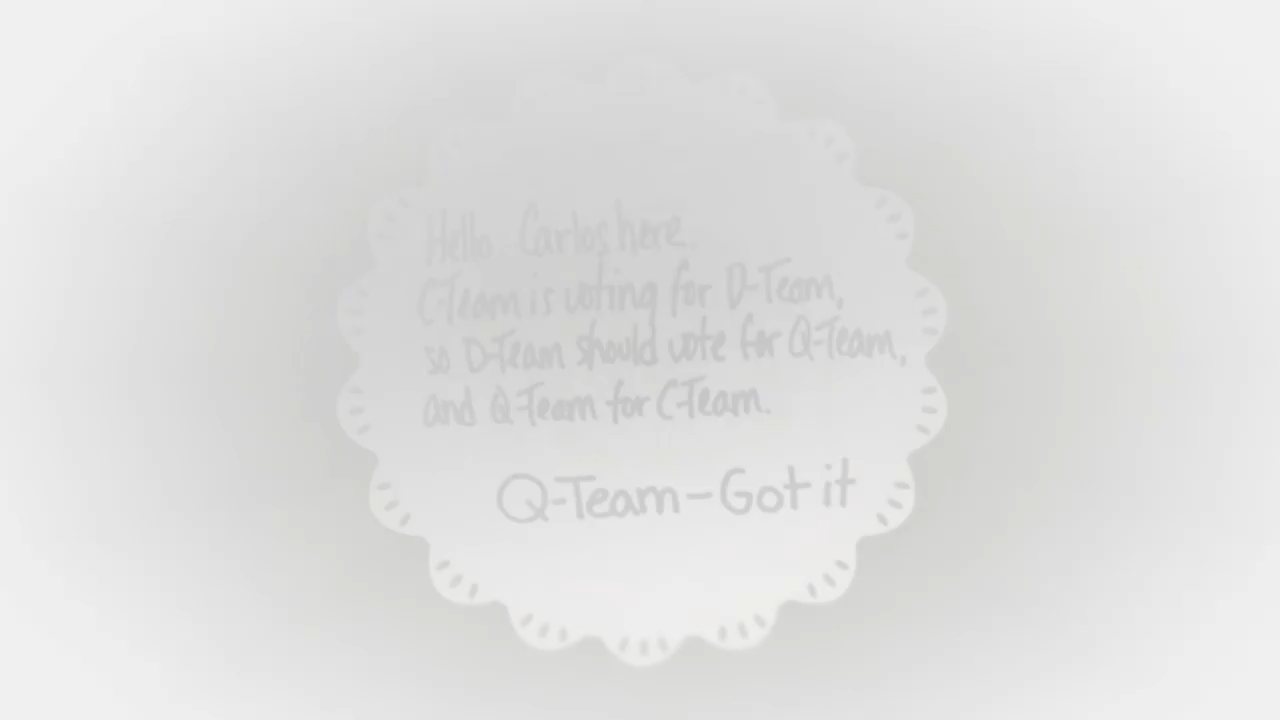 Hello. Carlos here.
C-Team is voting for D-Team,
so D-Team should vote for Q-Team,
and Q-Team for C-Team.
Q-Team-Got it